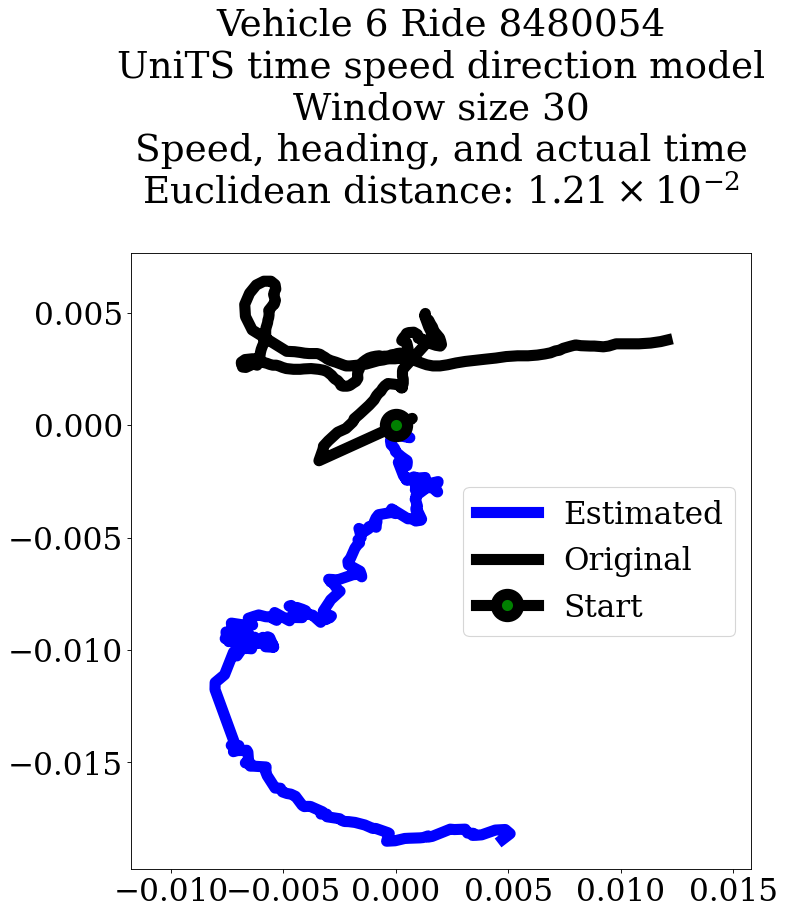 Vehicle 6 Ride 8480054
UniTS time speed direction model
Window size 30
Speed, heading, and actual time
Euclidean distance: 1.21 × 10⁻²
0.005
0.000
−0.005
−0.010
−0.015
Estimated
Original
Start
−0.010 −0.005 0.000 0.005 0.010 0.015